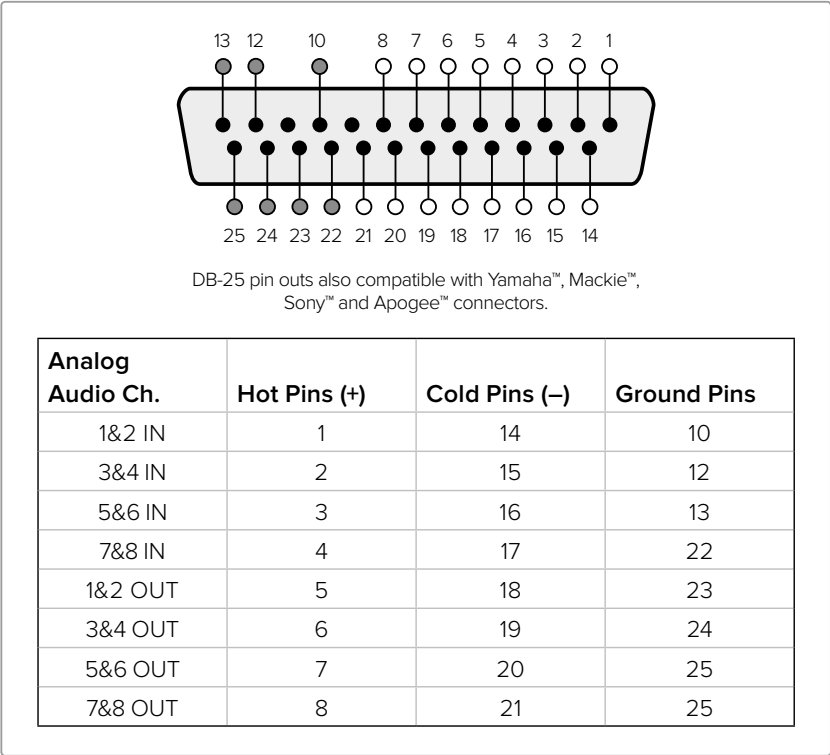 13 12 10 8 7 6 5 4 3 2 1
25 24 23 22 21 20 19 18 17 16 15 14
DB-25 pin outs also compatible with Yamaha™, Mackie™,
Sony™ and Apogee™ connectors.
Analog
Audio Ch. Hot Pins (+) Cold Pins (–) Ground Pins
1&2 IN 1 14 10
3&4 IN 2 15 12
5&6 IN 3 16 13
7&8 IN 4 17 22
1&2 OUT 5 18 23
3&4 OUT 6 19 24
5&6 OUT 7 20 25
7&8 OUT 8 21 25